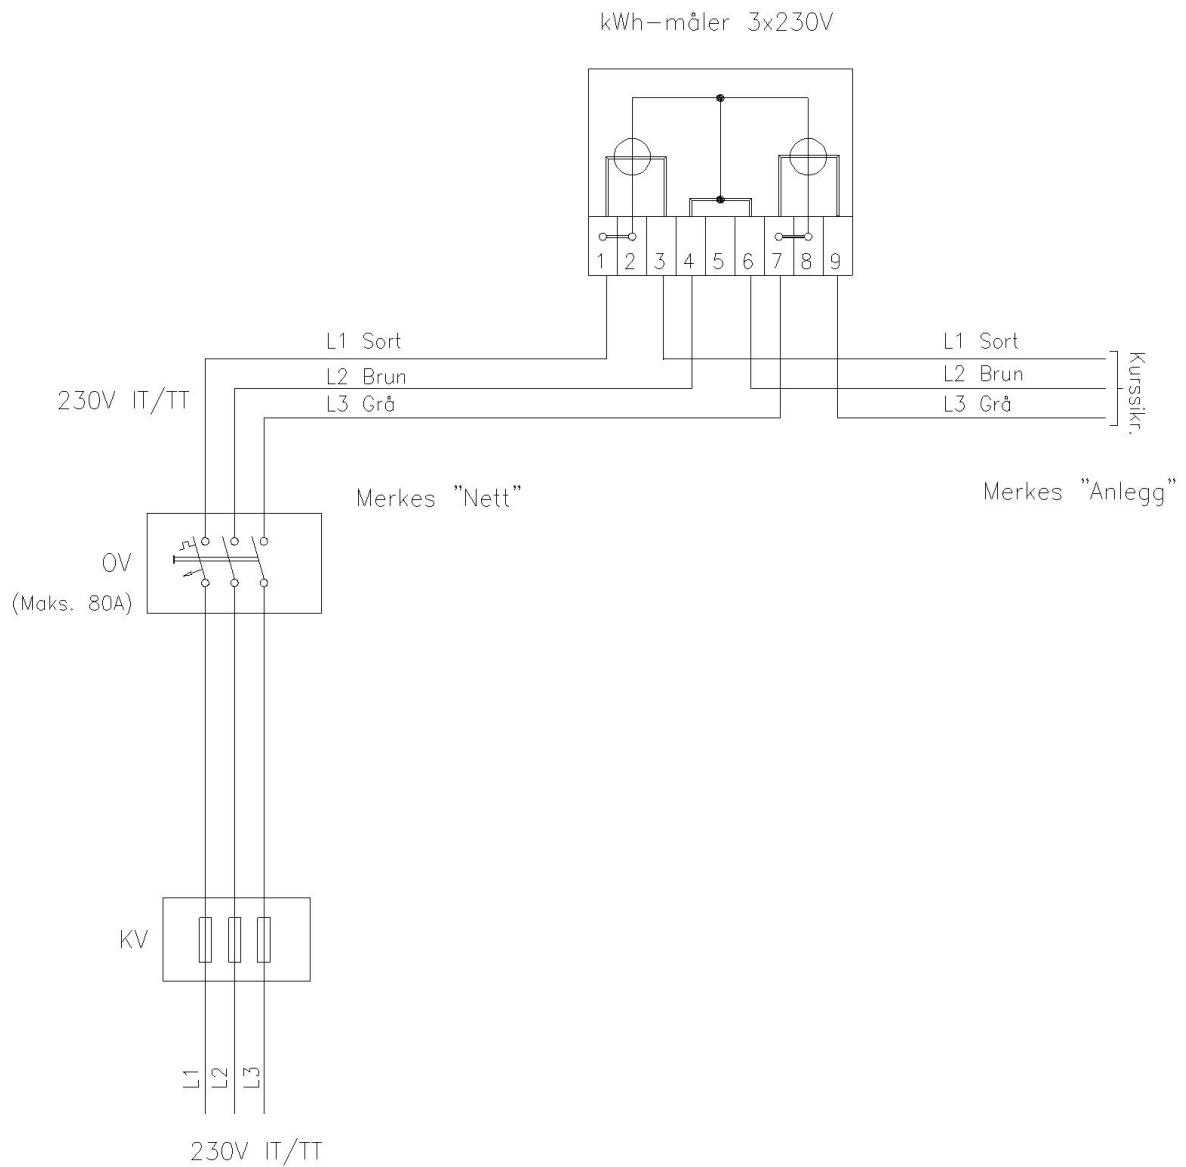 kWh-måler 3x230V
1 2 3 4 5 6 7 8 9
L1 Sort
L2 Brun
L3 Grå
L1 Sort
L2 Brun
L3 Grå
Kurssikr.
230V IT/TT
Merkes "Nett"
Merkes "Anlegg"
OV
(Maks. 80A)
KV
L1
L2
L3
230V IT/TT